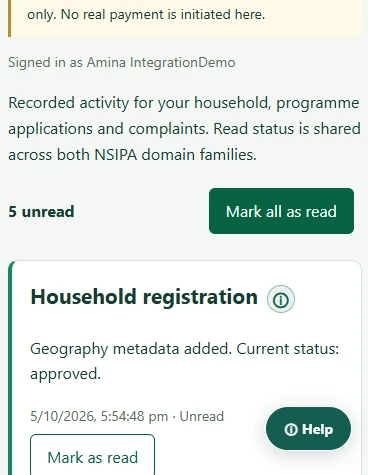 only. No real payment is initiated here.
Signed in as Amina IntegrationDemo
Recorded activity for your household, programme
applications and complaints. Read status is shared
across both NSIPA domain families.
5 unread
Mark all as read
Household registration
Geography metadata added. Current status:
approved.
5/10/2026, 5:54:48 pm · Unread
Help
Mark as read